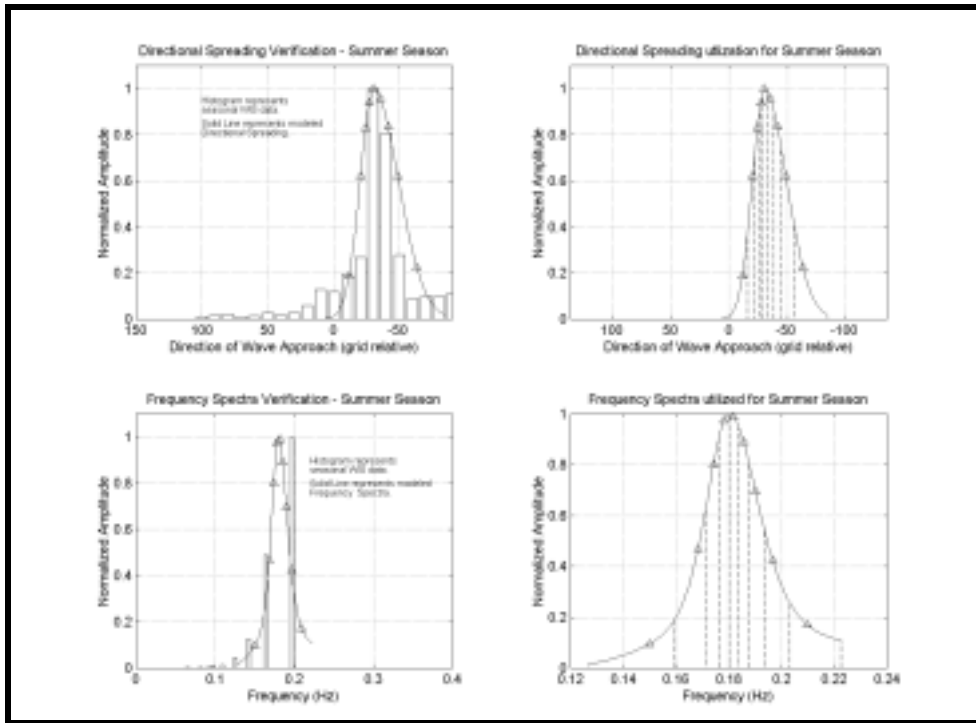 Directional Spreading Verification - Summer Season
Normalized Amplitude
1
0.8
0.6
0.4
0.2
0
Histogram represents
seasonal WIS data.
Solid Line represents modeled
Directional Spreading.
150
100
50
0
-50
Direction of Wave Approach (grid relative)
Directional Spreading utlization for Summer Season
Normalized Amplitude
1
0.8
0.6
0.4
0.2
0
100
50
0
-50
-100
Direction of Wave Approach (grid relative)
Frequency Spectra Verification - Summer Season
Normalized Amplitude
1
0.8
0.6
0.4
0.2
0
Histogram represents
seasonal WIS data.
Solid Line represents modeled
Frequency Spectra.
0
0.1
0.2
0.3
0.4
Frequency (Hz)
Frequency Spectra utilized for Summer Season
Normalized Amplitude
1
0.8
0.6
0.4
0.2
0
0.12
0.14
0.16
0.18
0.2
0.22
0.24
Frequency (Hz)